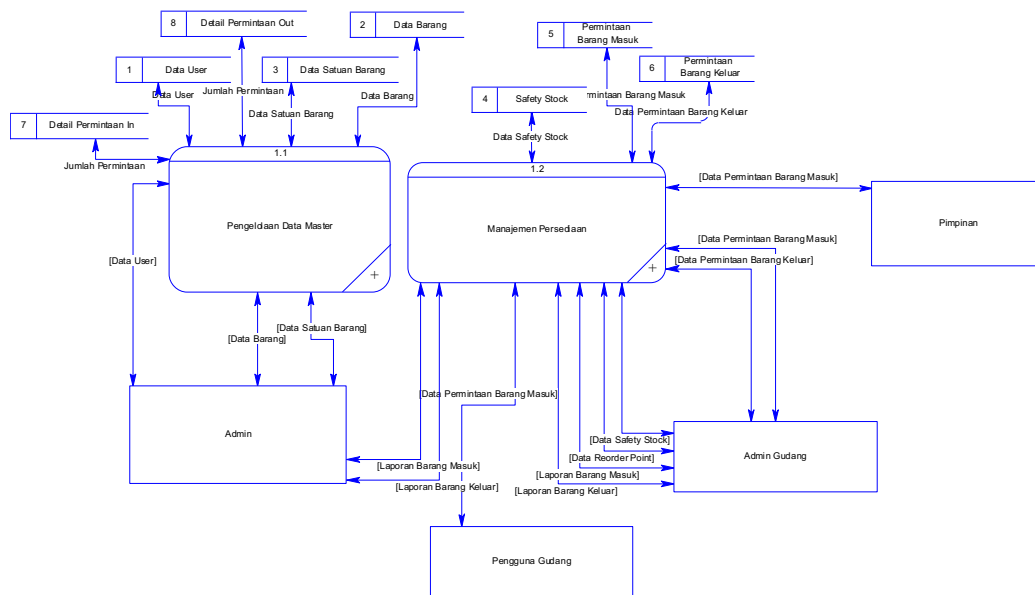 8 Detail Permintaan Out
2 Data Barang
5 Permintaan
Barang Masuk
1 Data User
3 Data Satuan Barang
6 Permintaan
Barang Keluar
Data User
Jumlah Permintaan
Data Barang
4 Safety Stock
Permintaan Barang Masuk
Data Satuan Barang
Data Permintaan Barang Keluar
7 Detail Permintaan In
Data Safety Stock
Jumlah Permintaan
1.1
1.2
[Data Permintaan Barang Masuk]
Pengelolaan Data Master
Manajemen Persediaan
Pimpinan
[Data Permintaan Barang Masuk]
[Data User]
[Data Permintaan Barang Keluar]
+
+
[Data Satuan Barang]
[Data Barang]
[Data Permintaan Barang Masuk]
Admin
[Data Safety Stock]
Admin Gudang
[Data Reorder Point]
[Laporan Barang Masuk]
[Laporan Barang Masuk]
[Laporan Barang Keluar]
[Laporan Barang Keluar]
Pengguna Gudang